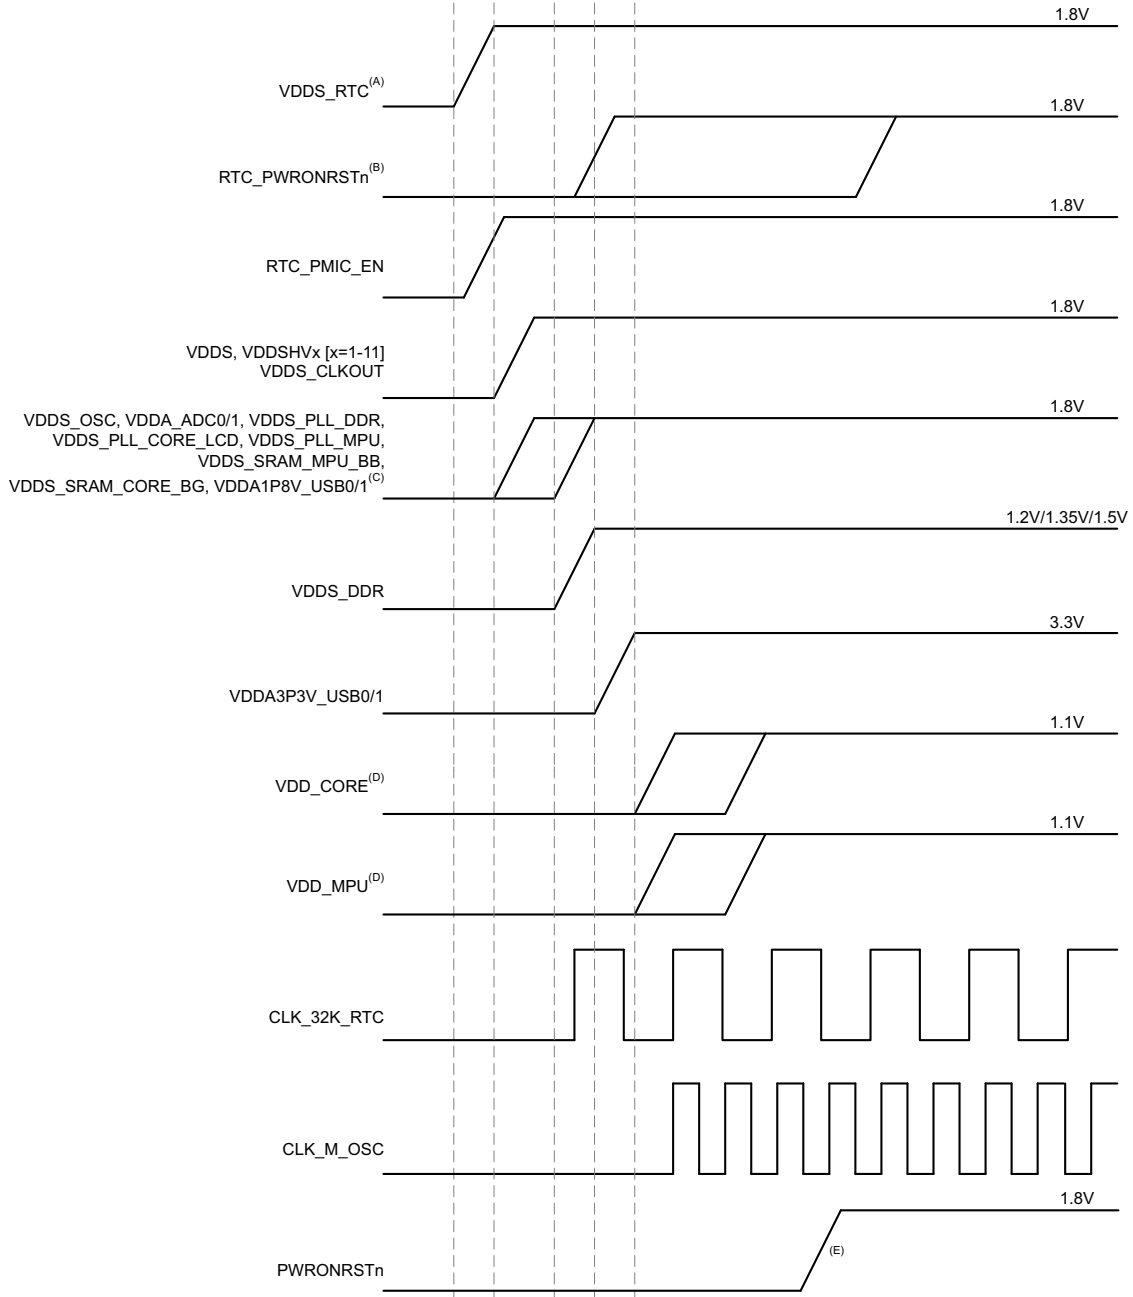 1.8V
VDDS_RTC(A)
1.8V
RTC_PWRONRSTn(B)
1.8V
RTC_PMIC_EN
1.8V
VDDS, VDDSHVx [x=1-11]
VDDS_CLKOUT
1.8V
VDDS_OSC, VDDA_ADC0/1, VDDS_PLL_DDR,
VDDS_PLL_CORE_LCD, VDDS_PLL_MPU,
VDDS_SRAM_MPU_BB,
VDDS_SRAM_CORE_BG, VDDA1P8V_USB0/1(C)
1.2V/1.35V/1.5V
VDDS_DDR
3.3V
VDDA3P3V_USB0/1
1.1V
VDD_CORE(D)
1.1V
VDD_MPU(D)
CLK_32K_RTC
CLK_M_OSC
1.8V
(E)
PWRONRSTn